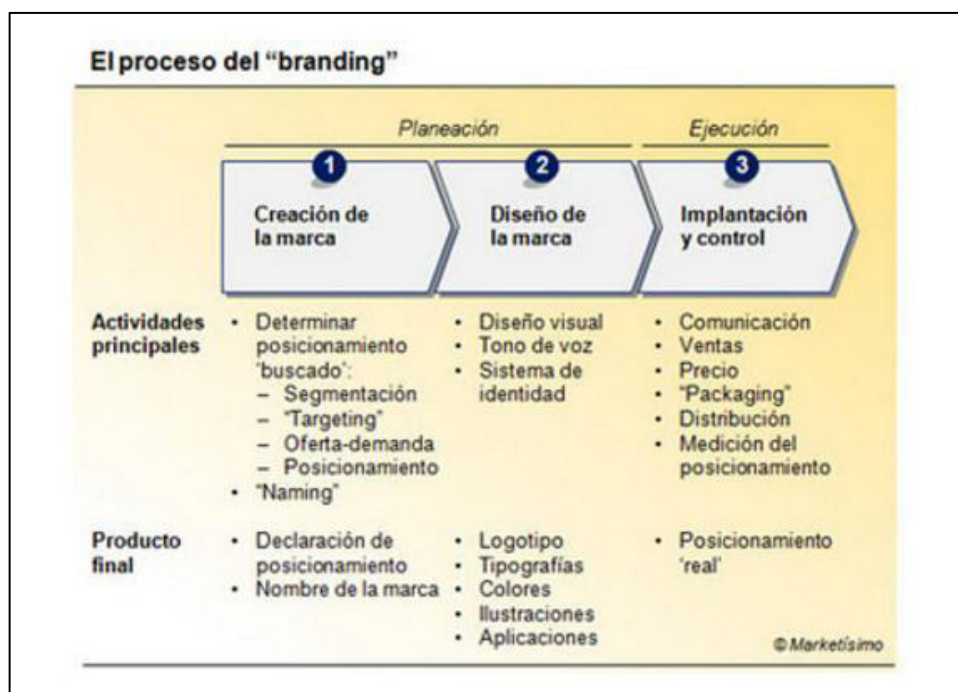 El proceso del “branding”
Planeación
Ejecución
1
2
3
Creación de
la marca
Diseño de
la marca
Implantación
y control
Actividades
principales
• Determinar
posicionamiento
‘buscado’:
– Segmentación
– “Targeting”
– Oferta-demanda
– Posicionamiento
• “Naming”
• Diseño visual
• Tono de voz
• Sistema de
identidad
• Comunicación
• Ventas
• Precio
• “Packaging”
• Distribución
• Medición del
posicionamiento
Producto
final
• Declaración de
posicionamiento
• Nombre de la marca
• Logotipo
• Tipografías
• Colores
• Ilustraciones
• Aplicaciones
• Posicionamiento
‘real’
© Marketísimo